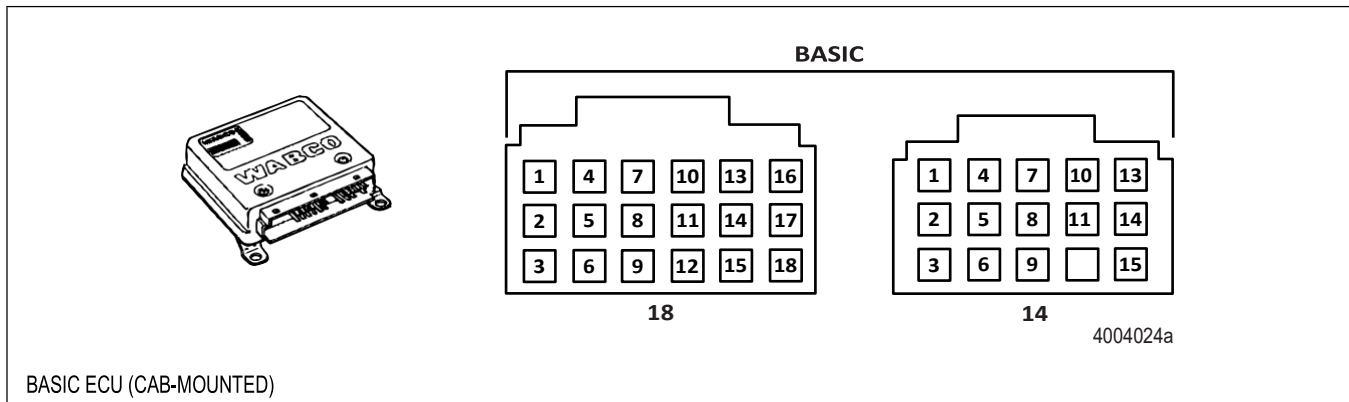 BASIC
WABCO
1 4 7 10 13 16
2 5 8 11 14 17
3 6 9 12 15 18
18
1 4 7 10 13
2 5 8 11 14
3 6 9 15
14
4004024a
BASIC ECU (CAB-MOUNTED)